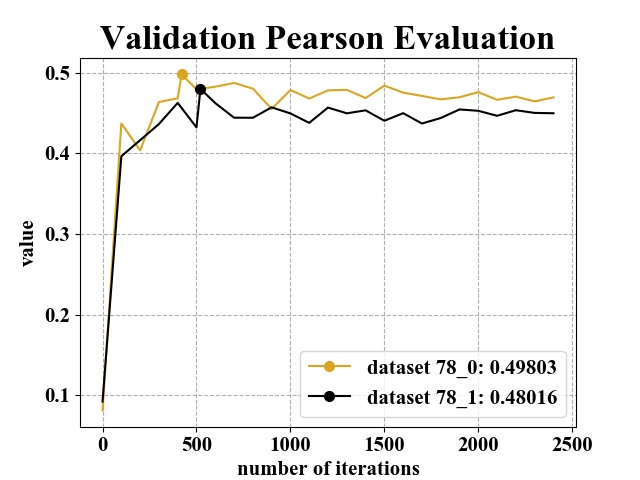 Validation Pearson Evaluation
value
0.5
0.4
0.3
0.2
0.1
dataset 78_0: 0.49803
dataset 78_1: 0.48016
0 500 1000 1500 2000 2500
number of iterations